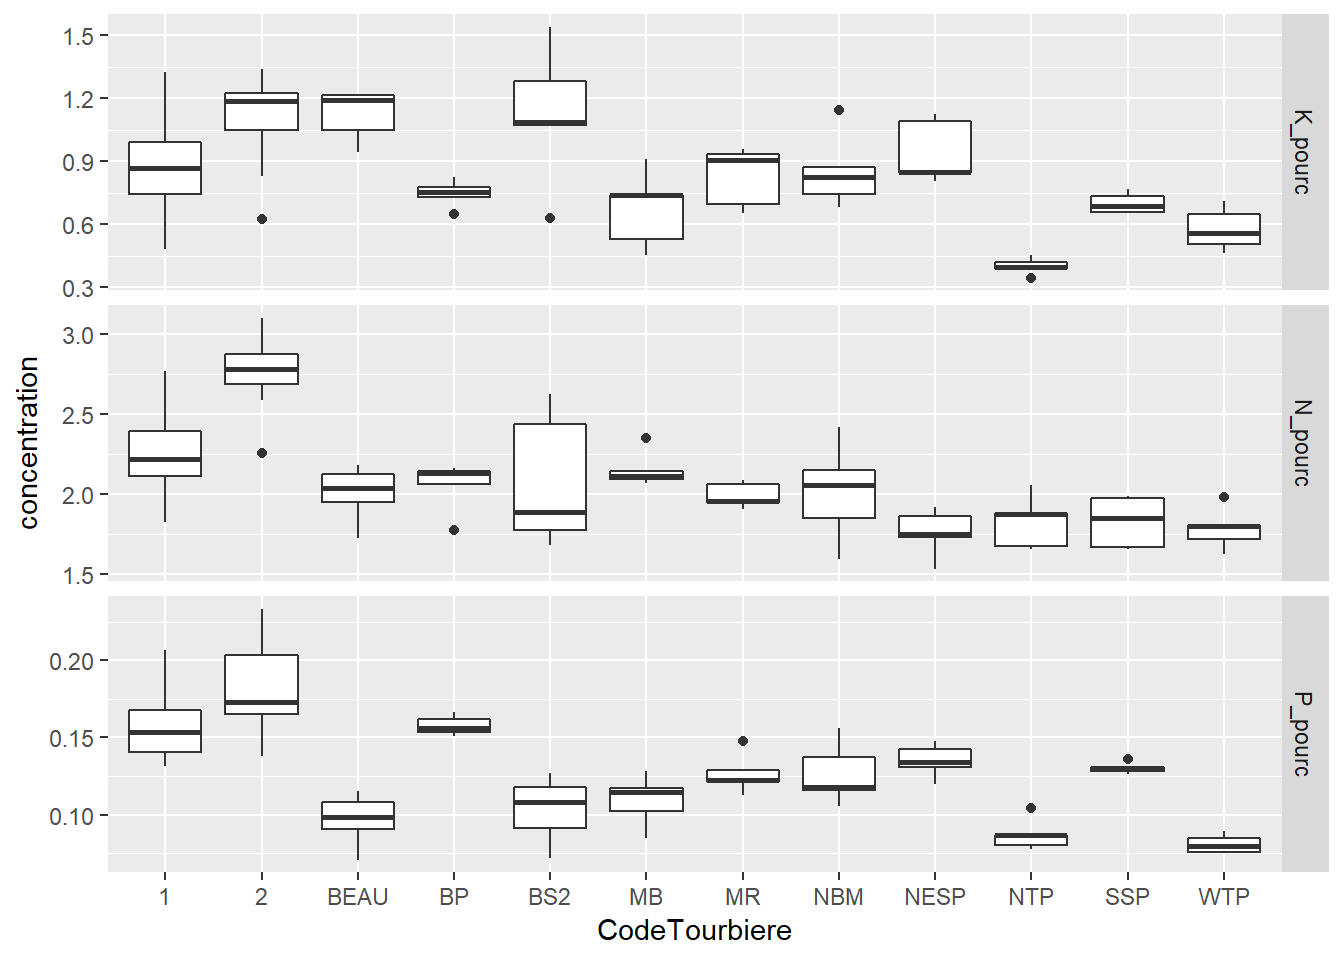 1.5
1.2
0.9
0.6
0.3
K_pourc
3.0
2.5
2.0
1.5
N_pourc
0.20
0.15
0.10
P_pourc
concentration
1 2 BEAU BP BS2 MB MR NBM NESP NTP SSP WTP
CodeTourbiere